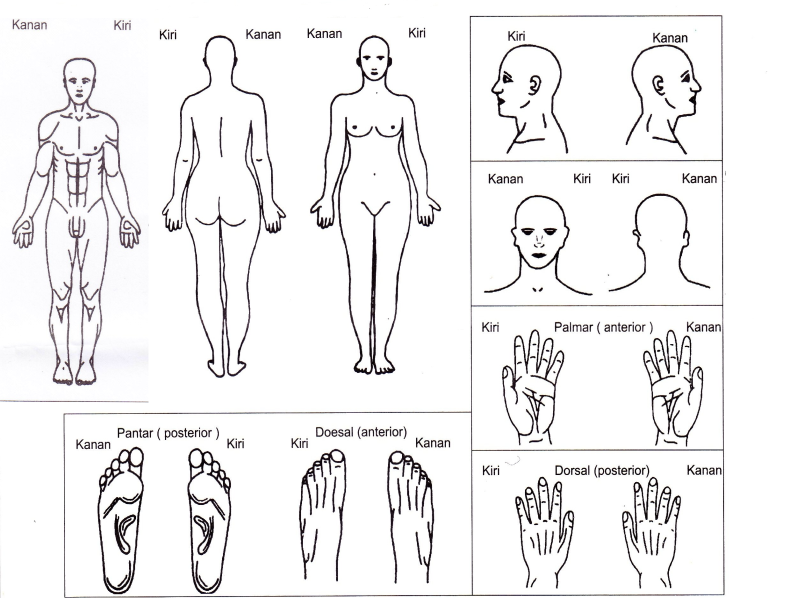 Kanan Kiri
Kiri Kanan
Kanan Kiri
Kiri Kanan
Kanan Kiri Kiri Kanan
Kiri Palmar ( anterior ) Kanan
Pantar ( posterior )
Kanan Kiri
Doesal (anterior)
Kiri Kanan
Kiri Dorsal (posterior) Kanan